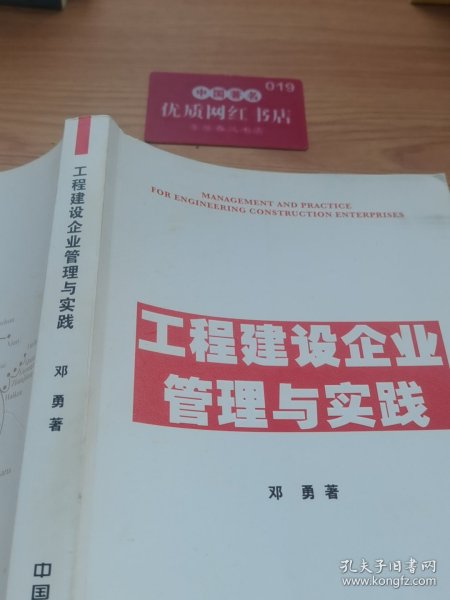 019
中国著名
优质网红书店
MANAGEMENT AND PRACTICE
FOR ENGINEERING CONSTRUCTION ENTERPRISES
工程建设企业
管理与实践
邓 勇 著
工程建设企业管理与实践
邓 勇 著
中国
孔夫子旧书网
www.kongfz.com